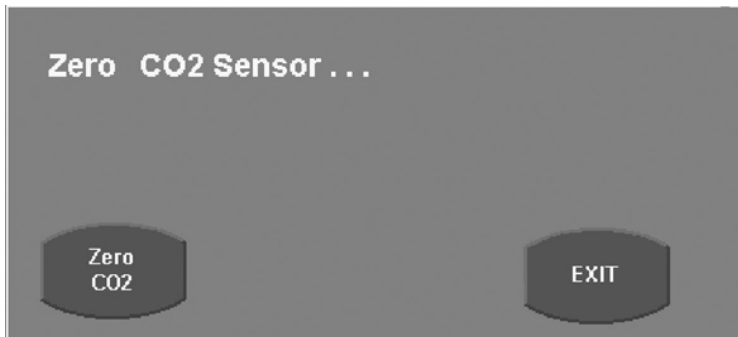 Zero CO2 Sensor . . .
Zero
CO2
EXIT